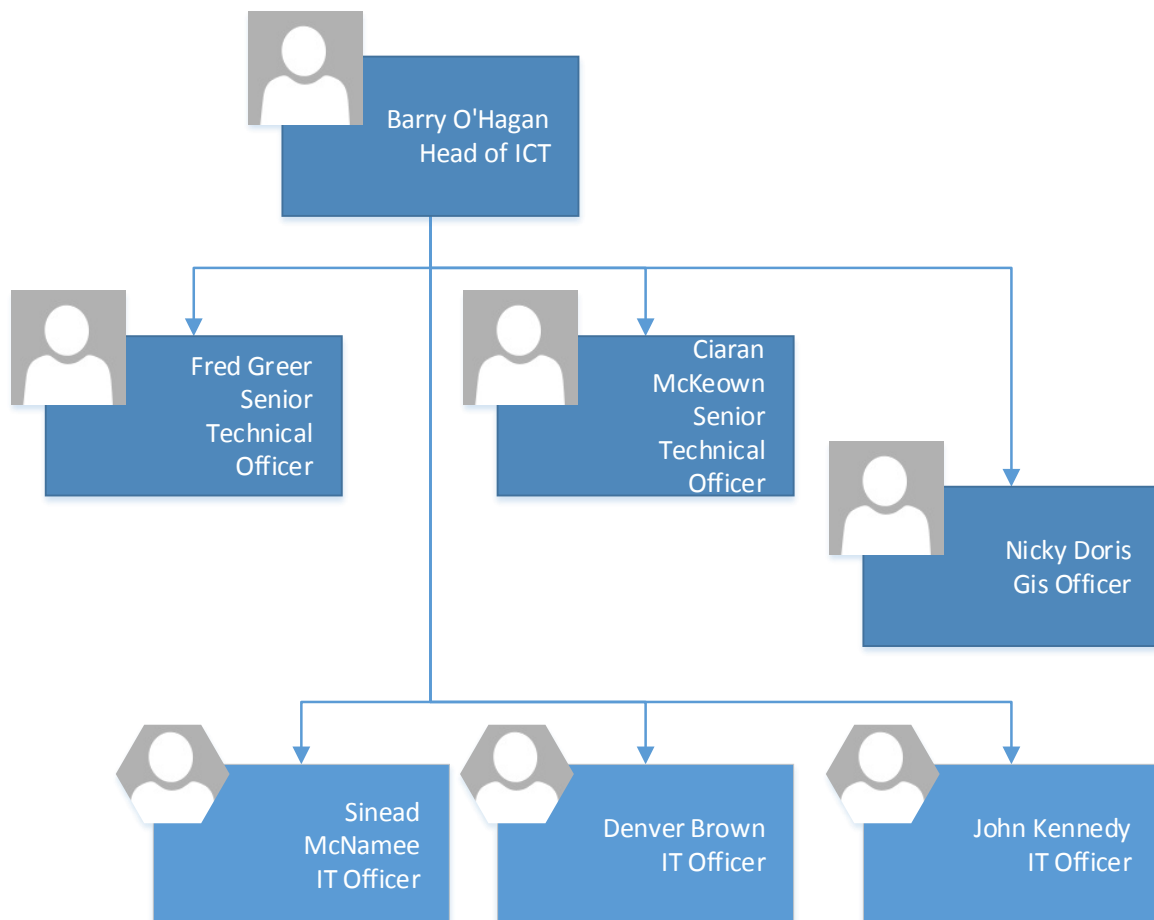 Barry O'Hagan
Head of ICT
Fred Greer
Senior
Technical
Officer
Ciaran
McKeown
Senior
Technical
Officer
Nicky Doris
Gis Officer
Sinead
McNamee
IT Officer
Denver Brown
IT Officer
John Kennedy
IT Officer